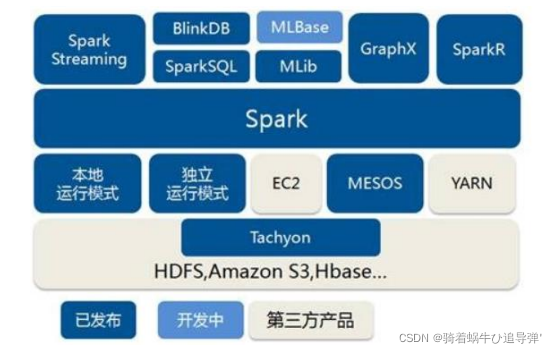 Spark
Streaming
BlinkDB
MLBase
GraphX
SparkR
SparkSQL
MLib
Spark
本地
运行模式
独立
运行模式
EC2
MESOS
YARN
Tachyon
HDFS,Amazon S3,Hbase...
已发布
开发中
第三方产品
CSDN @骑着蜗牛ひ追导弹'